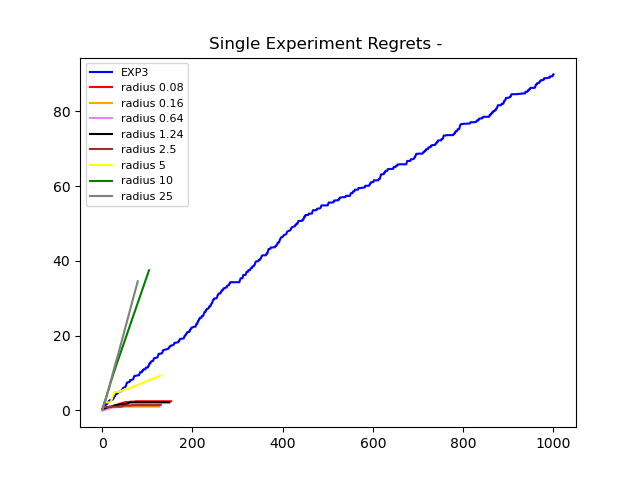 Single Experiment Regrets -
EXP3
radius 0.08
radius 0.16
radius 0.64
radius 1.24
radius 2.5
radius 5
radius 10
radius 25
80
60
40
20
0
0 200 400 600 800 1000